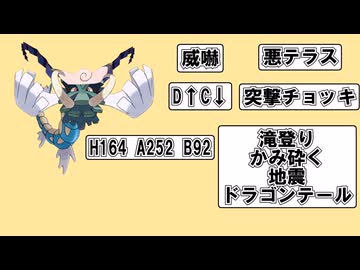 威嚇
悪テラス
D↑C↓
突撃チョッキ
H164 A252 B92
滝登り
かみ砕く
地震
ドラゴンテール